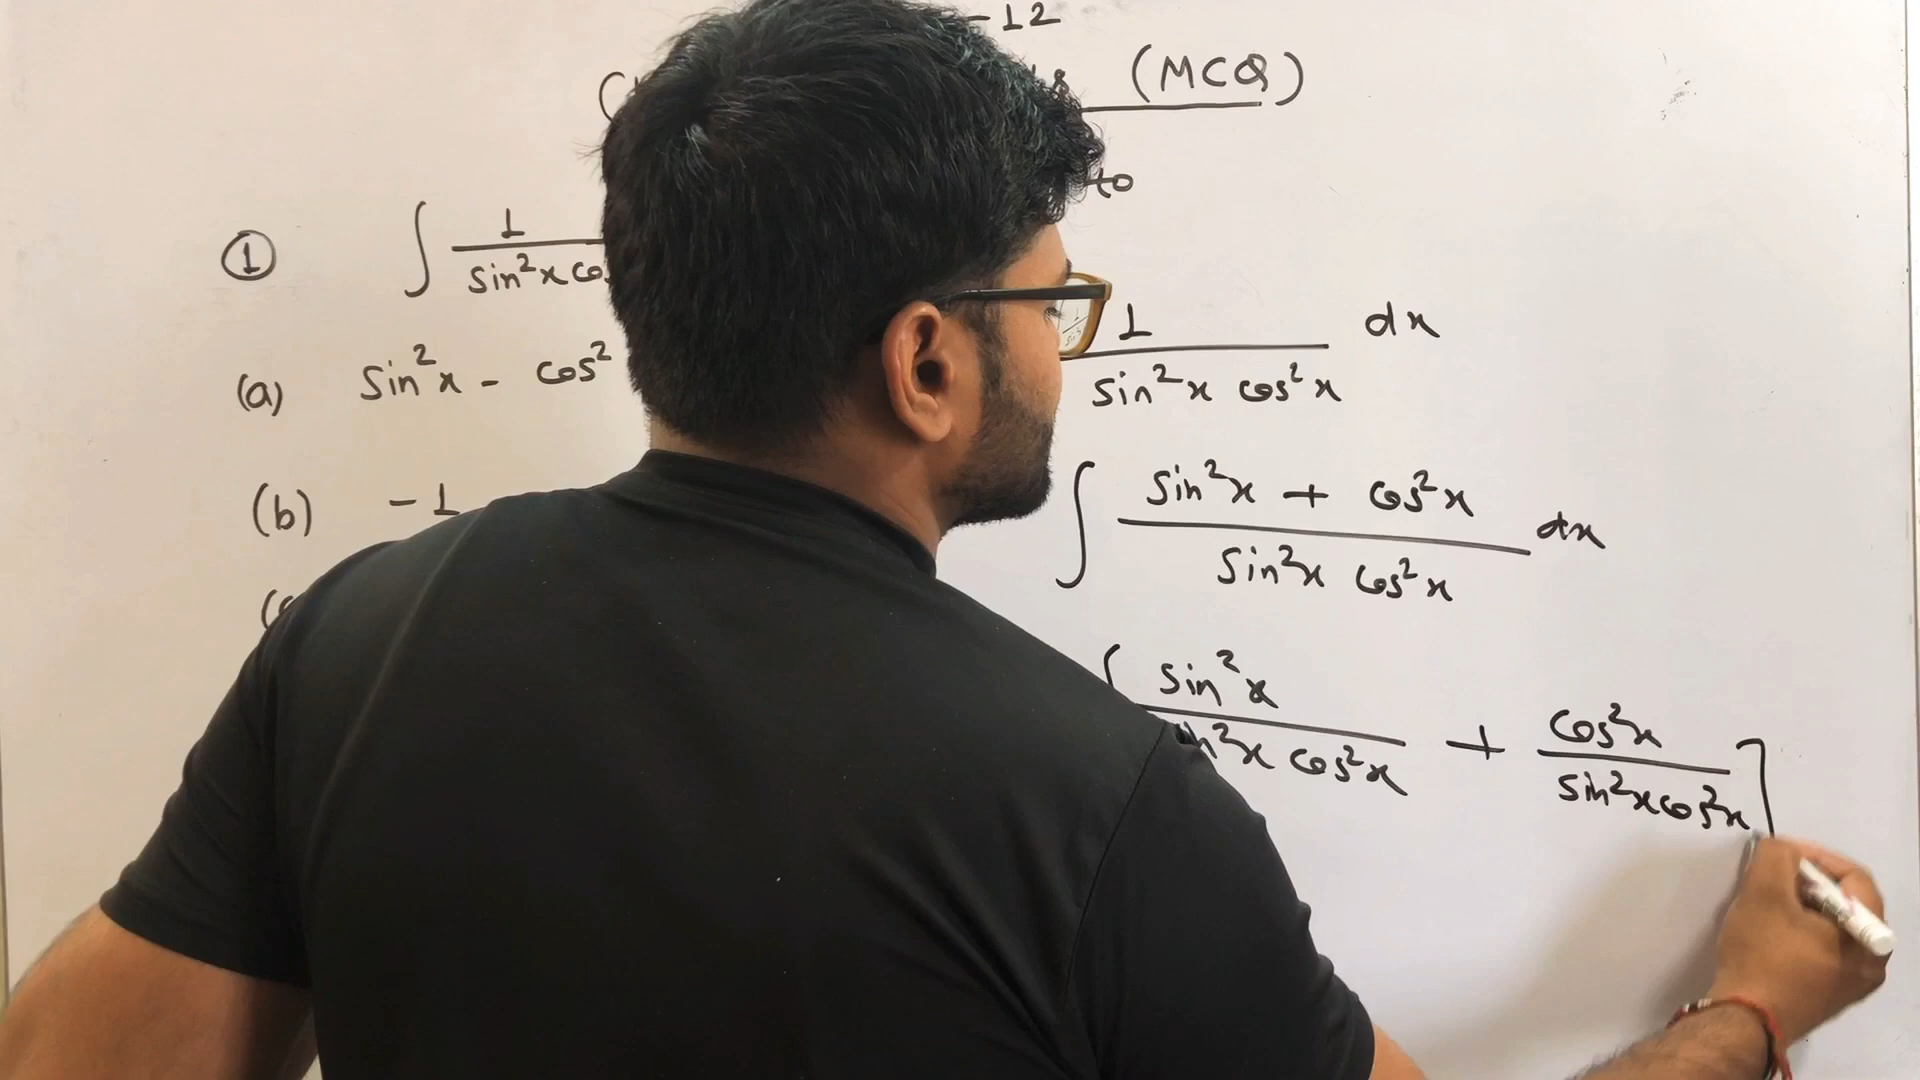 -12
(MCQ)
to
① ∫ 1 / sin²x
(a) sin²x - cos²
(b) -1
1 / sin²x cos²x dx
∫ sin²x + cos²x / sin²x cos²x dx
∫ sin²x / sin²x cos²x + cos²x / sin²x cos²x ]